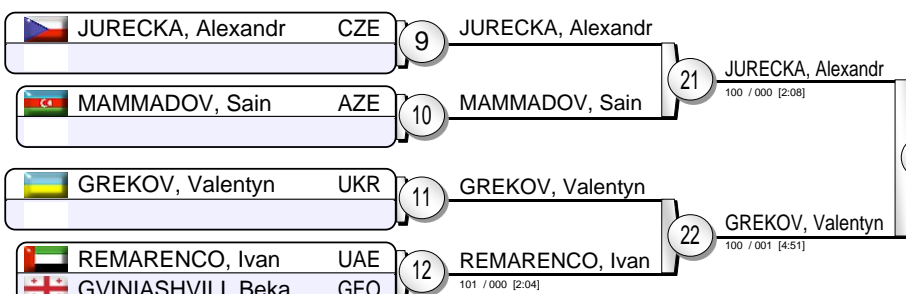 JURECKA, Alexandr CZE
9
JURECKA, Alexandr
21
JURECKA, Alexandr
100 / 000 [2:08]
MAMMADOV, Sain AZE
10
MAMMADOV, Sain
GREKOV, Valentyn UKR
11
GREKOV, Valentyn
22
GREKOV, Valentyn
100 / 001 [4:51]
REMARENCO, Ivan UAE
GVINIASHVILI, Beka GEO
12
REMARENCO, Ivan
101 / 000 [2:04]